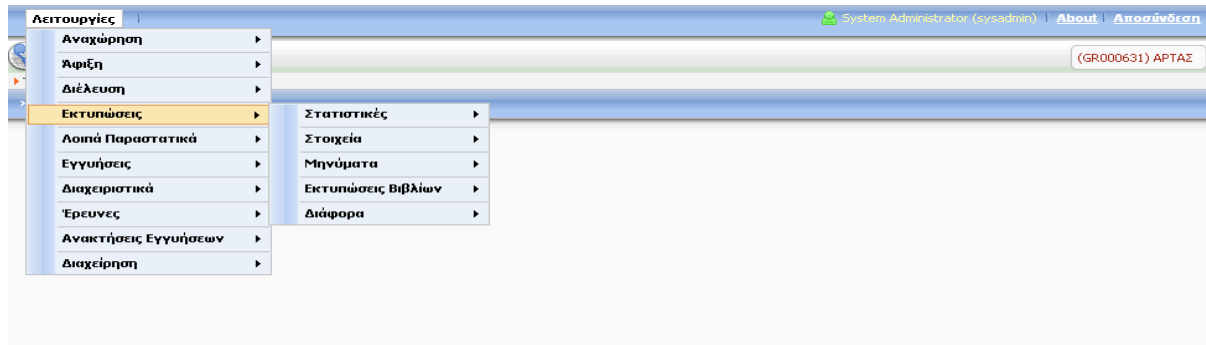 Λειτουργίες
System Administrator (sysadmin) | About | Αποσύνδεση
(GR000631) ΑΡΤΑΣ
Αναχώρηση
Άφιξη
Διέλευση
Εκτυπώσεις
Λοιπά Παραστατικά
Εγγυήσεις
Διαχειριστικά
Έρευνες
Ανακτήσεις Εγγυήσεων
Διαχείρηση
Στατιστικές
Στοιχεία
Μηνύματα
Εκτυπώσεις Βιβλίων
Διάφορα